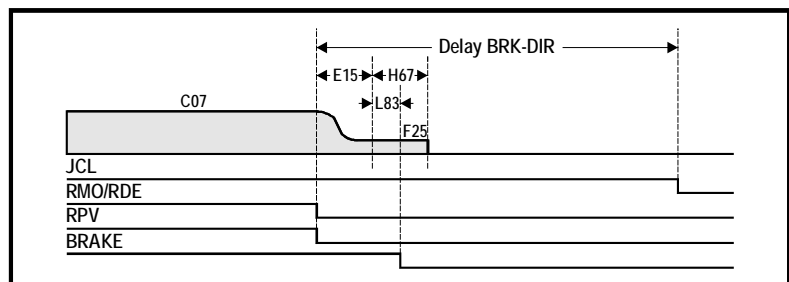 Delay BRK-DIR
E15 H67
C07
L83
F25
JCL
RMO/RDE
RPV
BRAKE